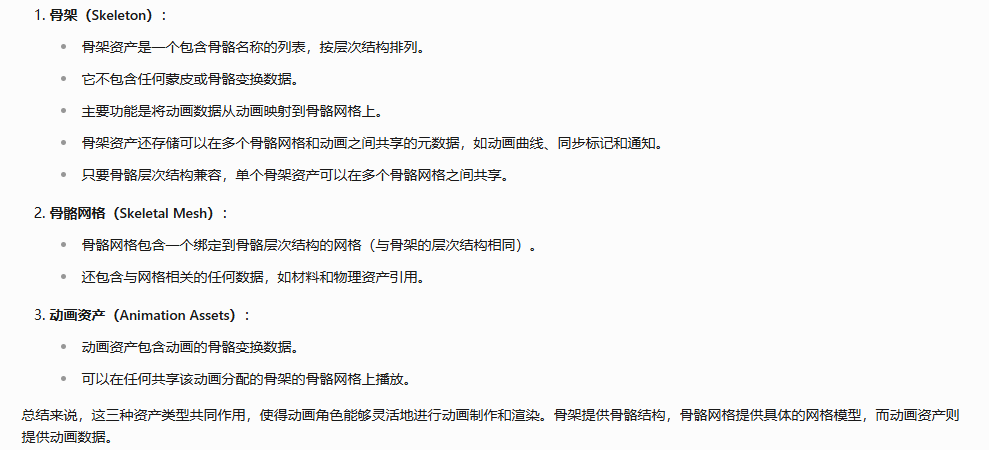 1. 骨架（Skeleton）：
• 骨架资产是一个包含骨骼名称的列表，按层次结构排列。
• 它不包含任何蒙皮或骨骼变换数据。
• 主要功能是将动画数据从动画映射到骨骼网格上。
• 骨架资产还存储可以在多个骨骼网格和动画之间共享的元数据，如动画曲线、同步标记和通知。
• 只要骨骼层次结构兼容，单个骨架资产可以在多个骨骼网格之间共享。
2. 骨骼网格（Skeletal Mesh）：
• 骨骼网格包含一个绑定到骨骼层次结构的网格（与骨架的层次结构相同）。
• 还包含与网格相关的任何数据，如材料和物理资产引用。
3. 动画资产（Animation Assets）：
• 动画资产包含动画的骨骼变换数据。
• 可以在任何共享该动画分配的骨架的骨骼网格上播放。
总结来说，这三种资产类型共同作用，使得动画角色能够灵活地进行动画制作和渲染。骨架提供骨骼结构，骨骼网格提供具体的网格模型，而动画资产则
提供动画数据。